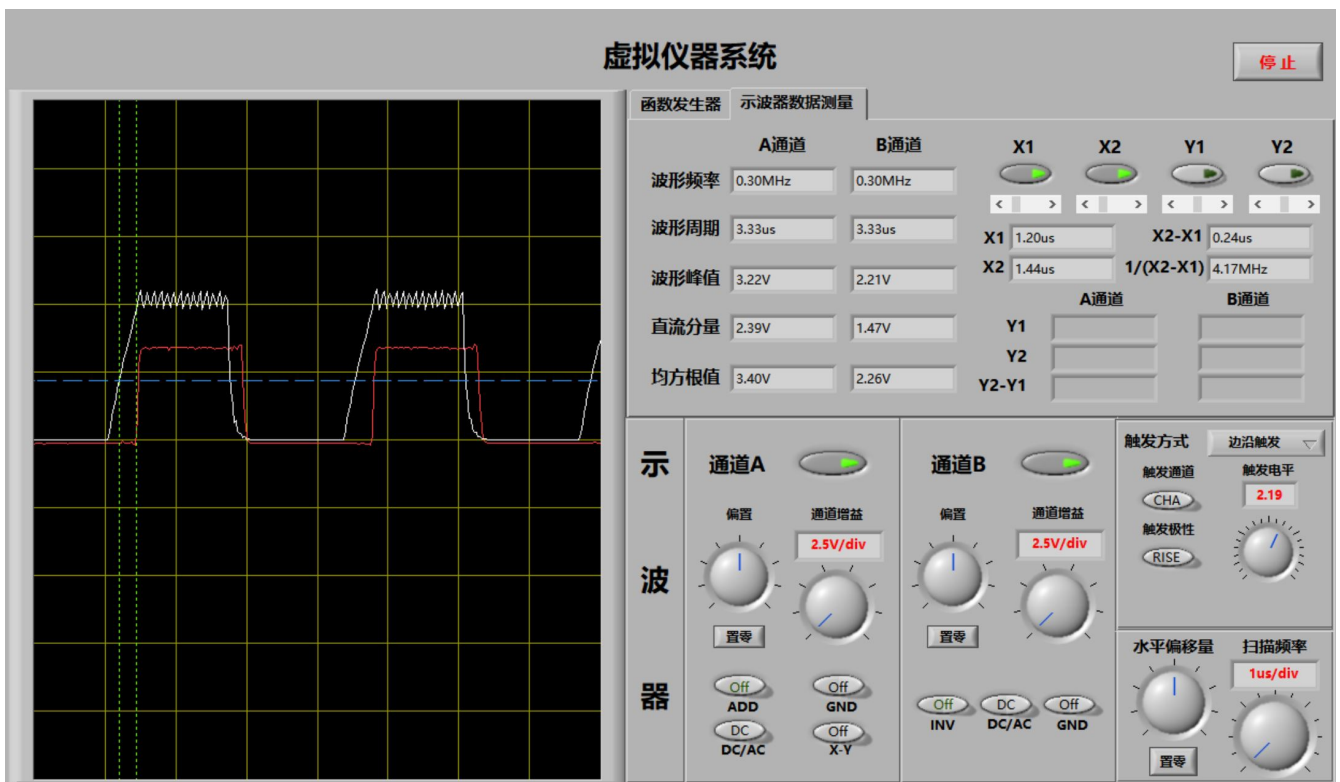 虚拟仪器系统
停止
函数发生器 示波器数据测量
A通道 B通道 X1 X2 Y1 Y2
波形频率 0.30MHz 0.30MHz
波形周期 3.33us 3.33us X1 1.20us X2-X1 0.24us
波形峰值 3.22V 2.21V X2 1.44us 1/(X2-X1) 4.17MHz
A通道 B通道
直流分量 2.39V 1.47V Y1
Y2
均方根值 3.40V 2.26V Y2-Y1
示波器
通道A
偏置 通道增益
2.5V/div
置零
Off Off
ADD GND
DC Off
DC/AC X-Y
通道B
偏置 通道增益
2.5V/div
置零
Off DC Off
INV DC/AC GND
触发方式 边沿触发
触发通道 触发电平
CHA 2.19
触发极性
RISE
水平偏移量 扫描频率
1us/div
置零